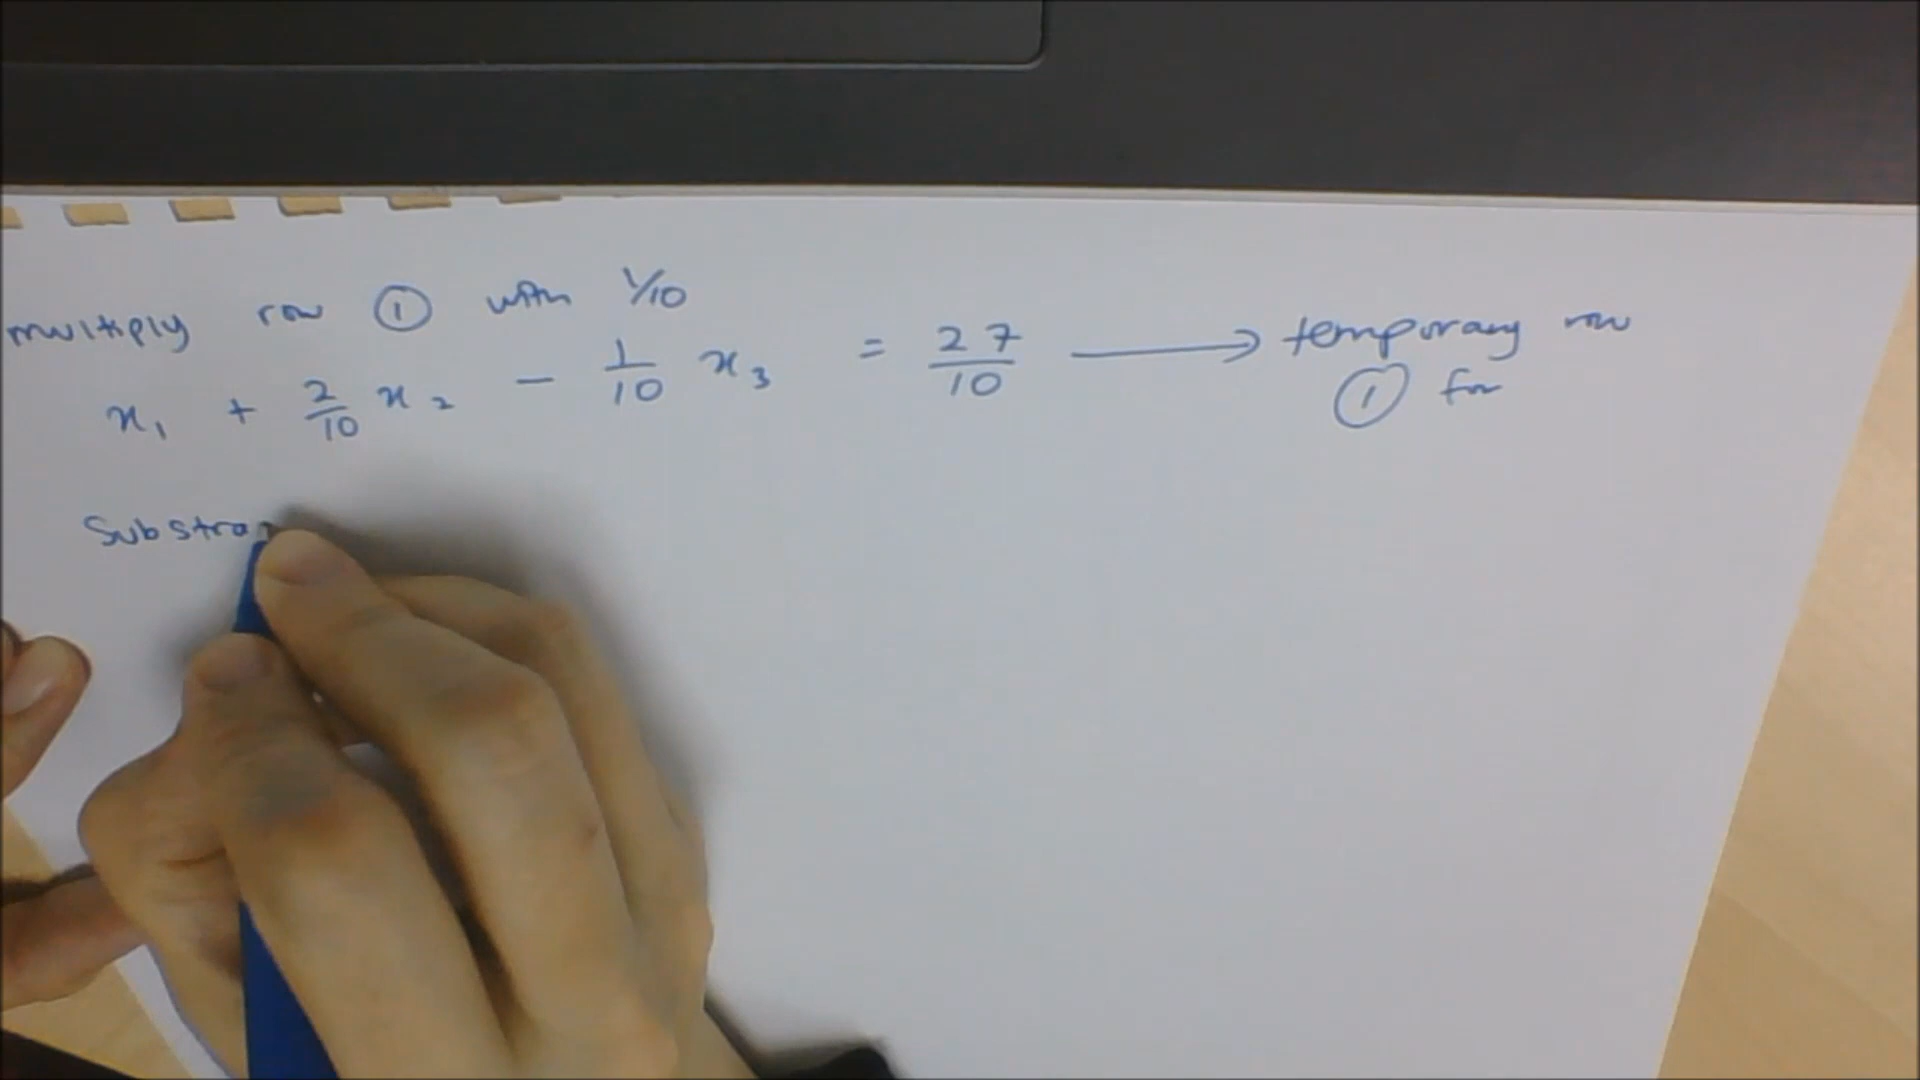 multiply row ① with 1/10
x₁ + 2/10 x₂ - 1/10 x₃ = 27/10 ⟶ temporary row
① for
Substra